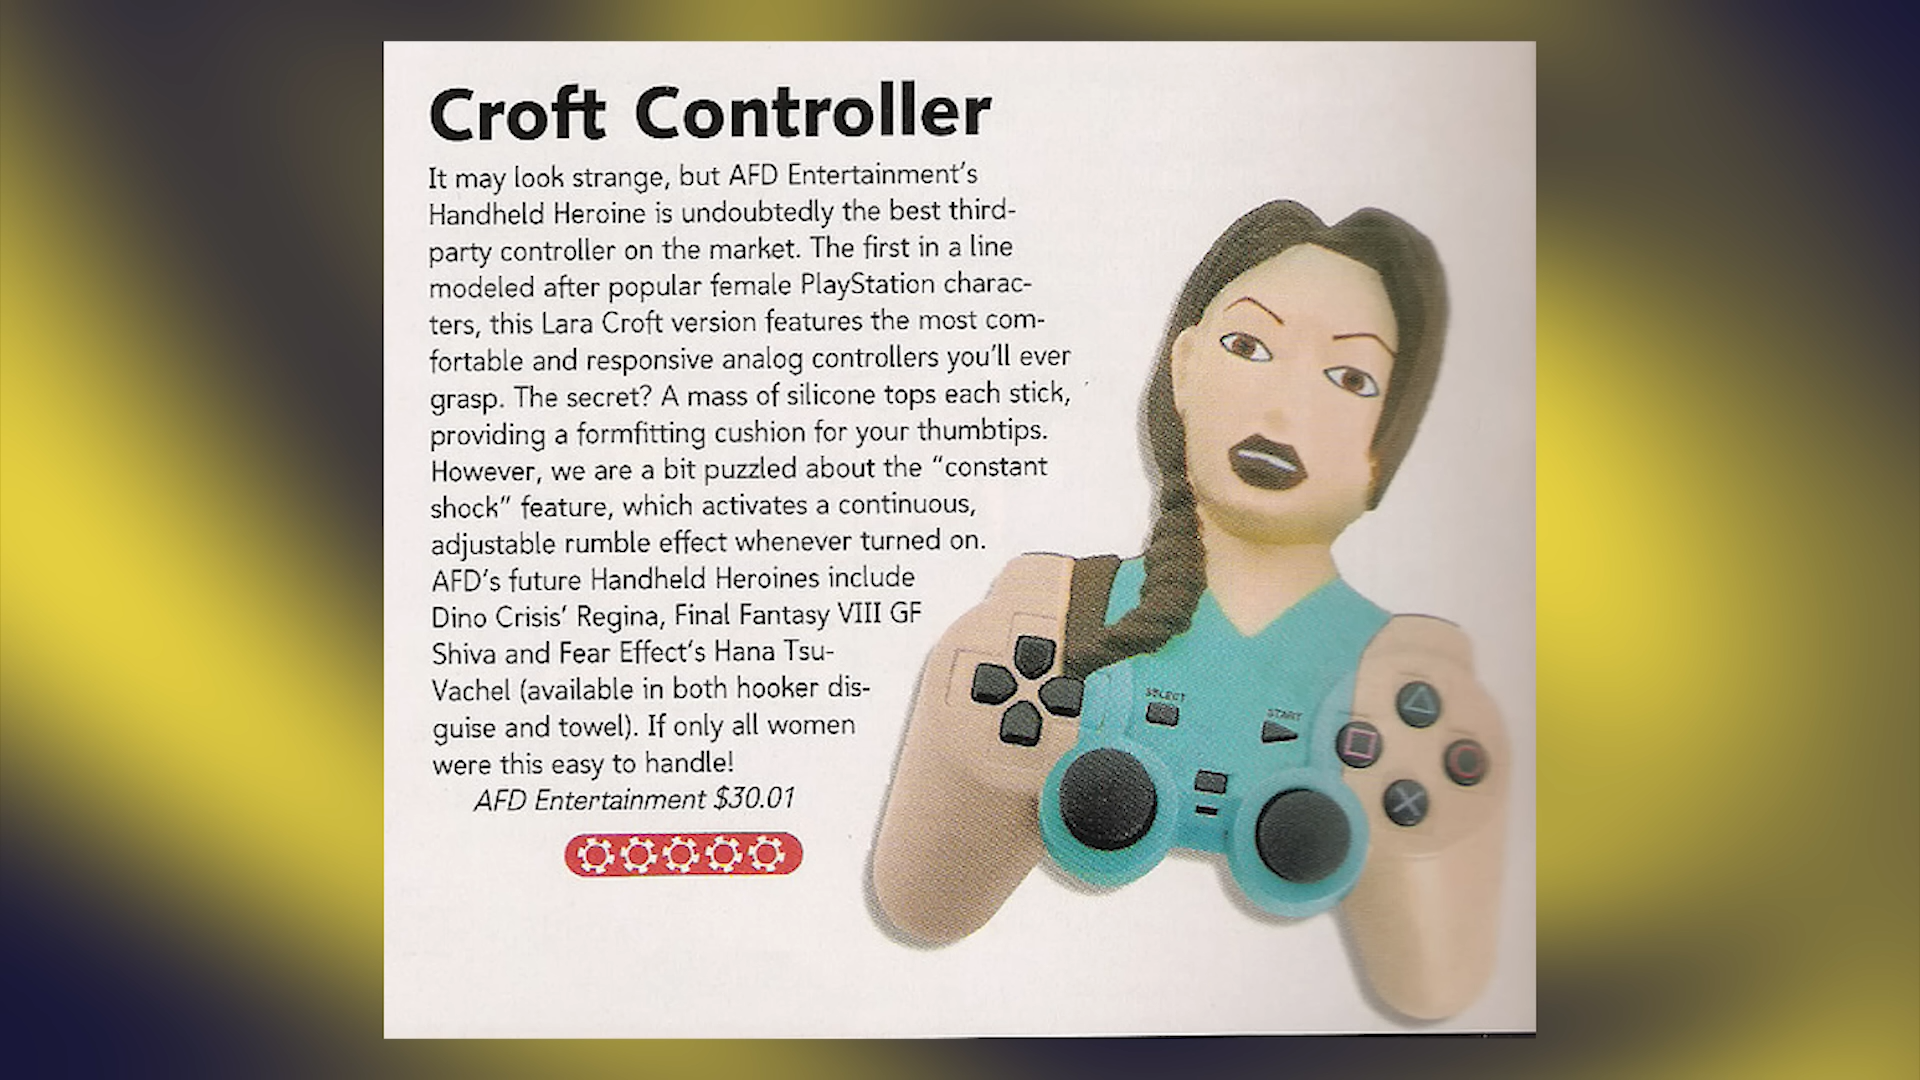 Croft Controller
It may look strange, but AFD Entertainment's
Handheld Heroine is undoubtedly the best third-
party controller on the market. The first in a line
modeled after popular female PlayStation charac-
ters, this Lara Croft version features the most com-
fortable and responsive analog controllers you'll ever
grasp. The secret? A mass of silicone tops each stick,
providing a formfitting cushion for your thumbtips.
However, we are a bit puzzled about the "constant
shock" feature, which activates a continuous,
adjustable rumble effect whenever turned on.
AFD's future Handheld Heroines include
Dino Crisis' Regina, Final Fantasy VIII GF
Shiva and Fear Effect's Hana Tsu-
Vachel (available in both hooker dis-
guise and towel). If only all women
were this easy to handle!
AFD Entertainment $30.01
SELECT
START